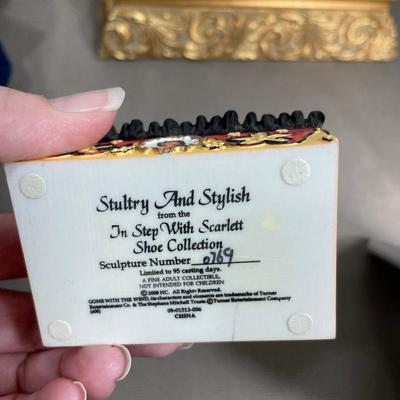 Stultry And Stylish
from the
In Step With Scarlett
Shoe Collection
Sculpture Number 0769
Limited to 95 casting days.
A FINE ADULT COLLECTIBLE,
NOT INTENDED FOR CHILDREN
©2008 HC. All Rights Reserved.
GONE WITH THE WIND, its characters and elements are trademarks of Turner
Entertainment Co. & The Stephens Mitchell Trusts. ©Turner Entertainment Company
(s08)
09-01313-006
CHINA